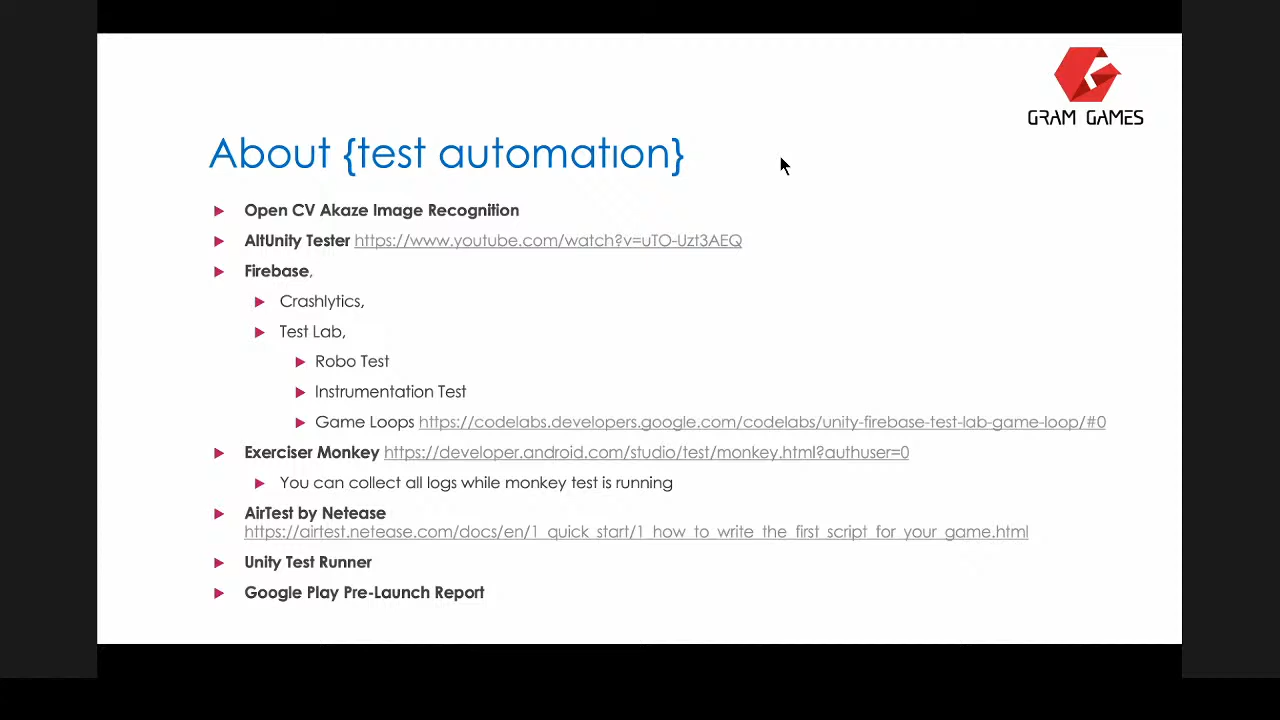 GRAM GAMES
About {test automatıon}
Open CV Akaze Image Recognition
AltUnity Tester https://www.youtube.com/watch?v=uTO-Uzt3AEQ
Firebase,
Crashlytics,
Test Lab,
Robo Test
Instrumentation Test
Game Loops https://codelabs.developers.google.com/codelabs/unity-firebase-test-lab-game-loop/#0
Exerciser Monkey https://developer.android.com/studio/test/monkey.html?authuser=0
You can collect all logs while monkey test is running
AirTest by Netease
https://airtest.netease.com/docs/en/1_quick_start/1_how_to_write_the_first_script_for_your_game.html
Unity Test Runner
Google Play Pre-Launch Report